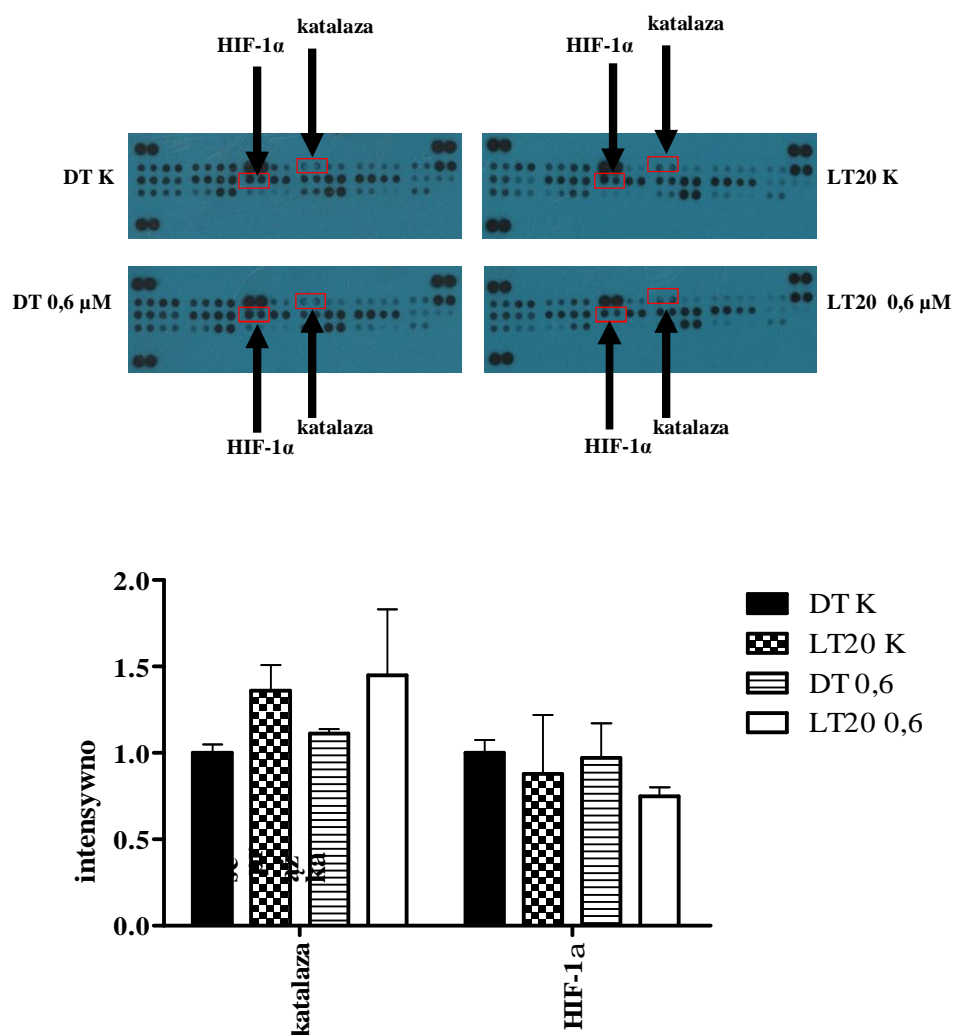 katalaza
HIF-1α
katalaza
HIF-1α
DT K
LT20 K
DT 0,6 µM
LT20 0,6 µM
katalaza
HIF-1α
katalaza
HIF-1α
2.0
1.5
1.0
0.5
0.0
intensywno
ąz
ka
katalaza
HIF-1a
DT K
LT20 K
DT 0,6
LT20 0,6